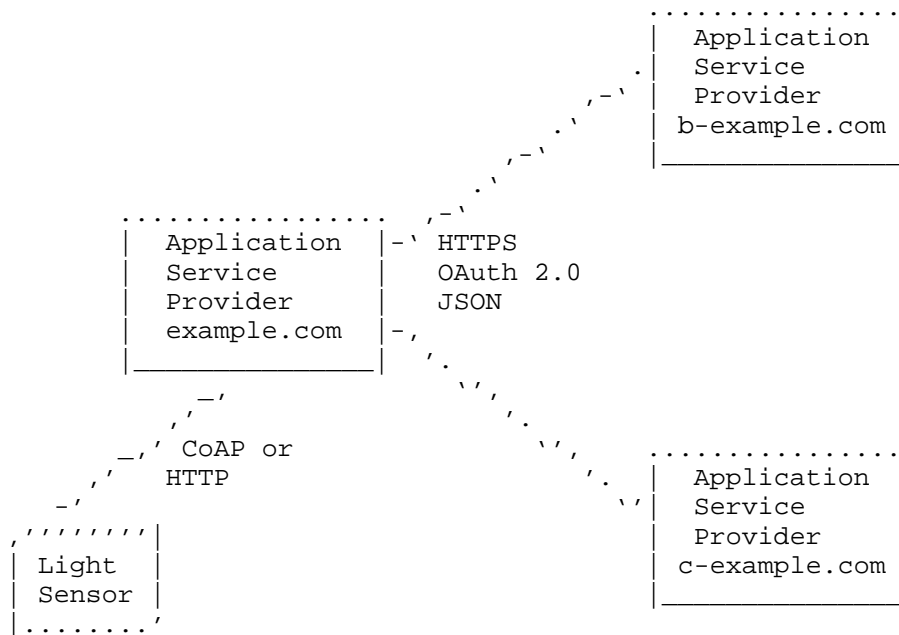 Application
Service
Provider
b-example.com
Application
Service
Provider
example.com
HTTPS
OAuth 2.0
JSON
CoAP or
HTTP
Application
Service
Provider
c-example.com
Light
Sensor